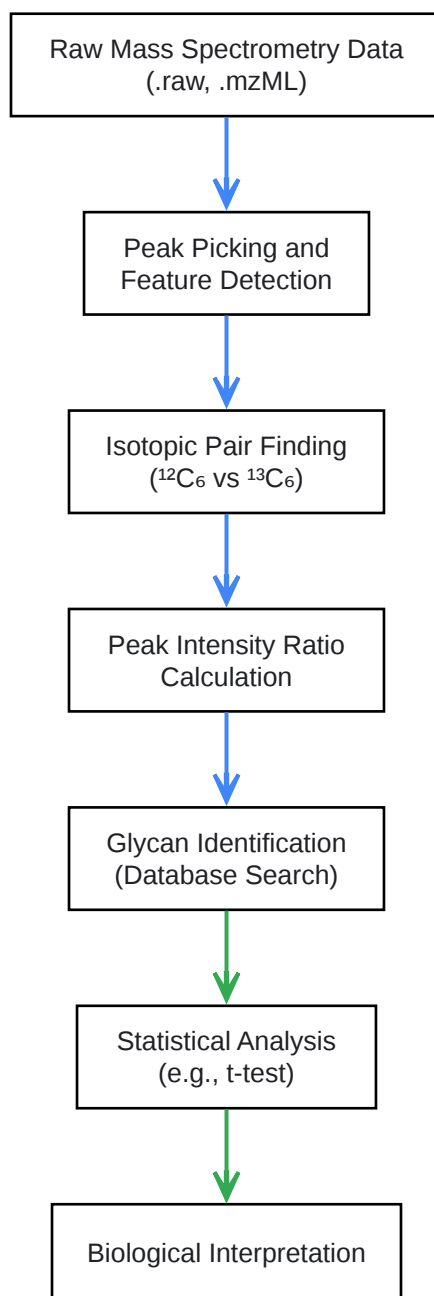 Raw Mass Spectrometry Data
(.raw, .mzML)
Peak Picking and
Feature Detection
Isotopic Pair Finding
(¹²C₆ vs ¹³C₆)
Peak Intensity Ratio
Calculation
Glycan Identification
(Database Search)
Statistical Analysis
(e.g., t-test)
Biological Interpretation